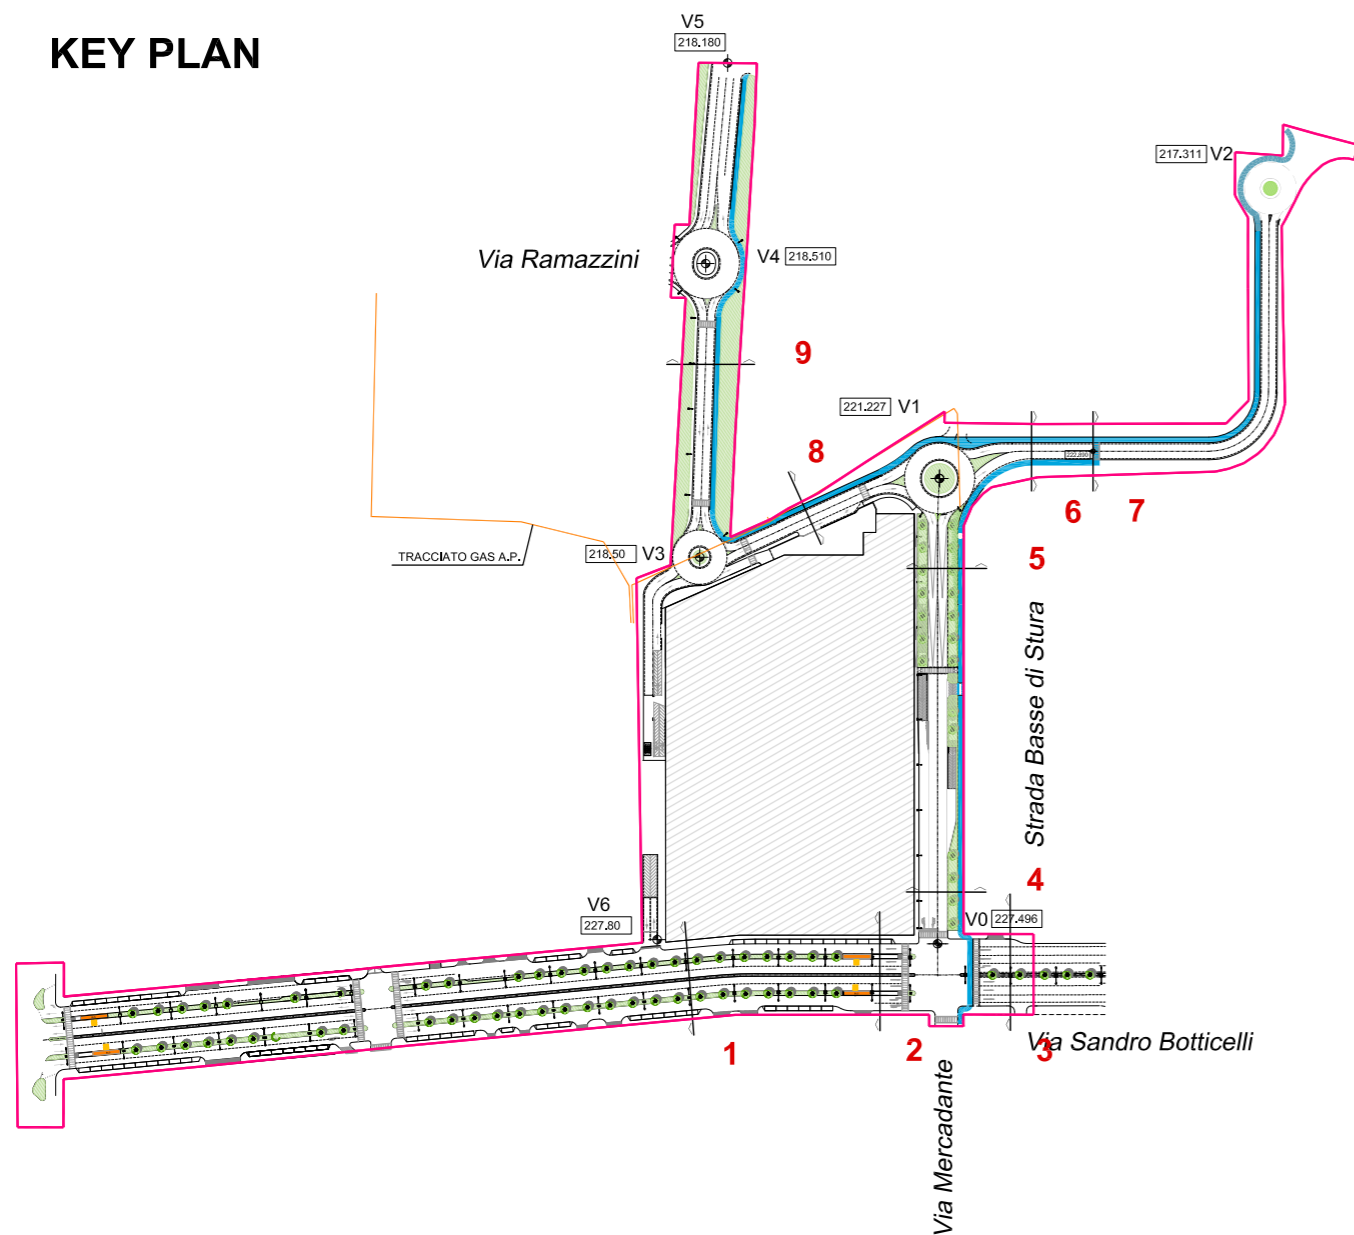 V5
218.180
KEY PLAN
217.311 V2
Via Ramazzini
V4 218.510
9
221.227 V1
8
6
7
TRACCIATO GAS A.P.
218.50 V3
5
Strada Basse di Stura
4
V6
227.80
V0 227.496
1
2
3
Via Sandro Botticelli
Via Mercadante